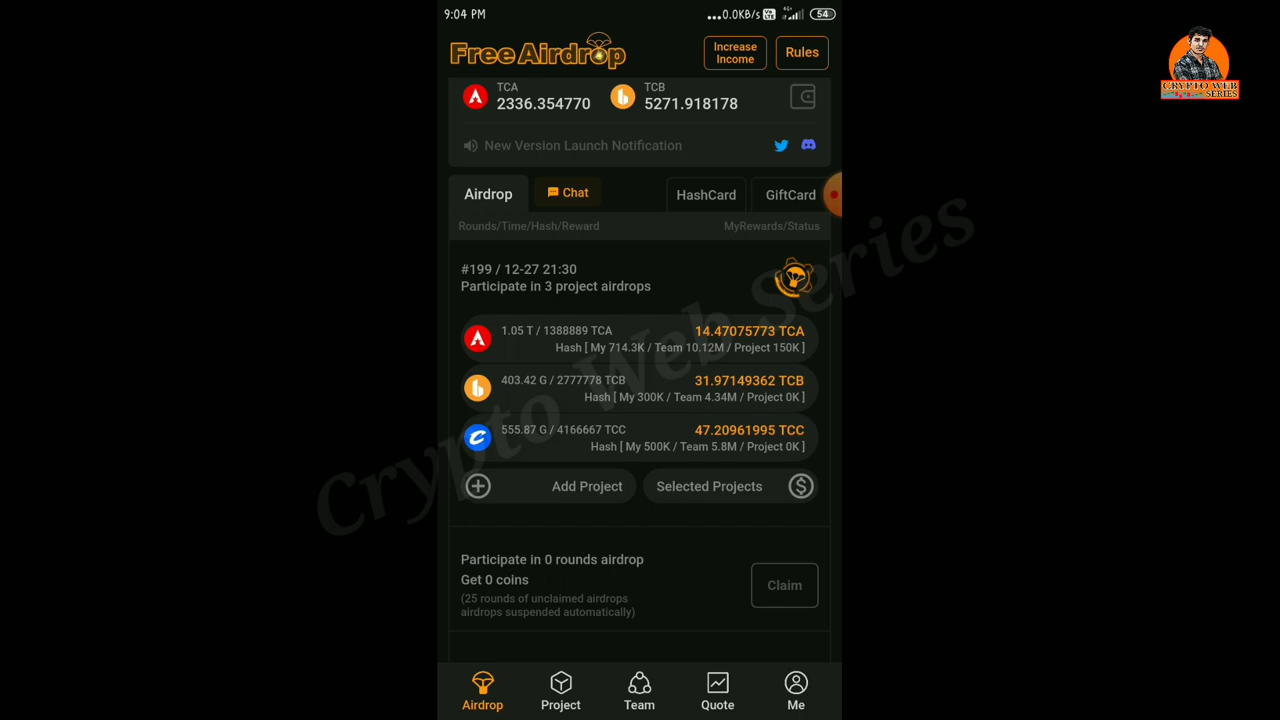 9:04 PM
...0.0KB/s Vo LTE 4G+ 54
Free Airdrop
Increase
Income
Rules
CRYPTO WEB
SERIES
TCA
2336.354770
TCB
5271.918178
New Version Launch Notification
Airdrop
Chat
HashCard
GiftCard
Rounds/Time/Hash/Reward
MyRewards/Status
#199 / 12-27 21:30
Participate in 3 project airdrops
1.05 T / 1388889 TCA
14.47075773 TCA
Hash [ My 714.3K / Team 10.12M / Project 150K ]
403.42 G / 2777778 TCB
31.97149362 TCB
Hash [ My 300K / Team 4.34M / Project 0K ]
555.87 G / 4166667 TCC
47.20961995 TCC
Hash [ My 500K / Team 5.8M / Project 0K ]
Add Project
Selected Projects
Crypto Web Series
Participate in 0 rounds airdrop
Get 0 coins
(25 rounds of unclaimed airdrops
airdrops suspended automatically)
Claim
Airdrop
Project
Team
Quote
Me